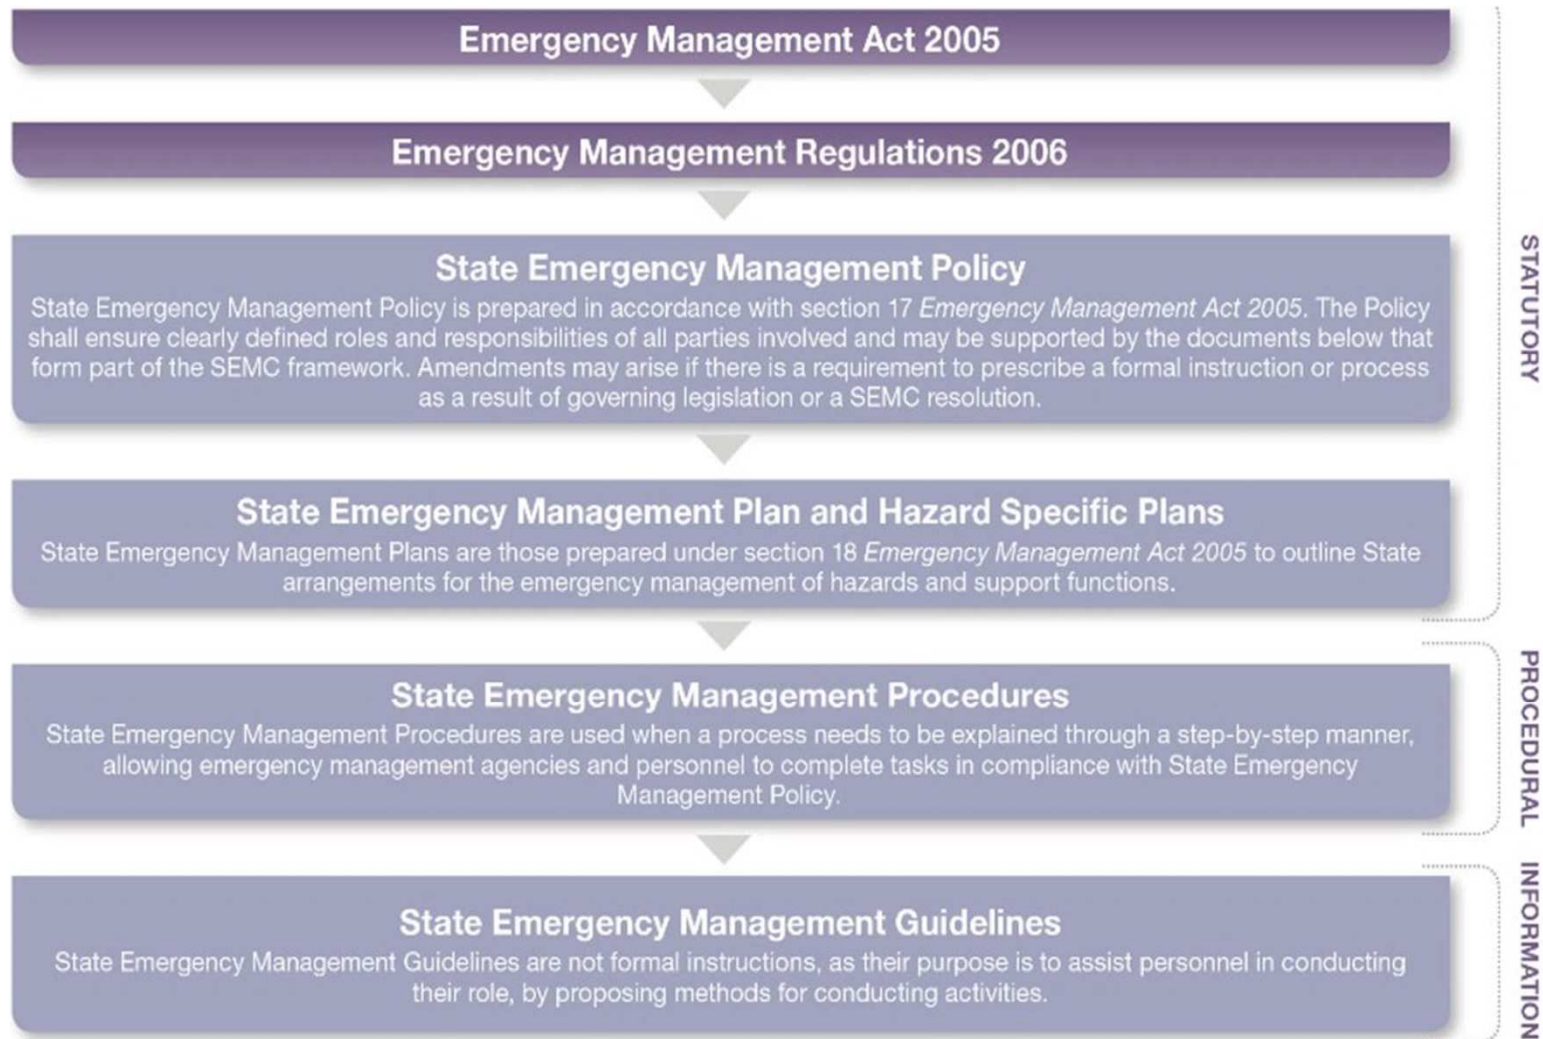 Emergency Management Act 2005
Emergency Management Regulations 2006
State Emergency Management Policy
State Emergency Management Policy is prepared in accordance with section 17 Emergency Management Act 2005. The Policy
shall ensure clearly defined roles and responsibilities of all parties involved and may be supported by the documents below that
form part of the SEMC framework. Amendments may arise if there is a requirement to prescribe a formal instruction or process
as a result of governing legislation or a SEMC resolution.
State Emergency Management Plan and Hazard Specific Plans
State Emergency Management Plans are those prepared under section 18 Emergency Management Act 2005 to outline State
arrangements for the emergency management of hazards and support functions.
STATUTORY
State Emergency Management Procedures
State Emergency Management Procedures are used when a process needs to be explained through a step-by-step manner,
allowing emergency management agencies and personnel to complete tasks in compliance with State Emergency
Management Policy.
PROCEDURAL
State Emergency Management Guidelines
State Emergency Management Guidelines are not formal instructions, as their purpose is to assist personnel in conducting
their role, by proposing methods for conducting activities.
INFORMATION